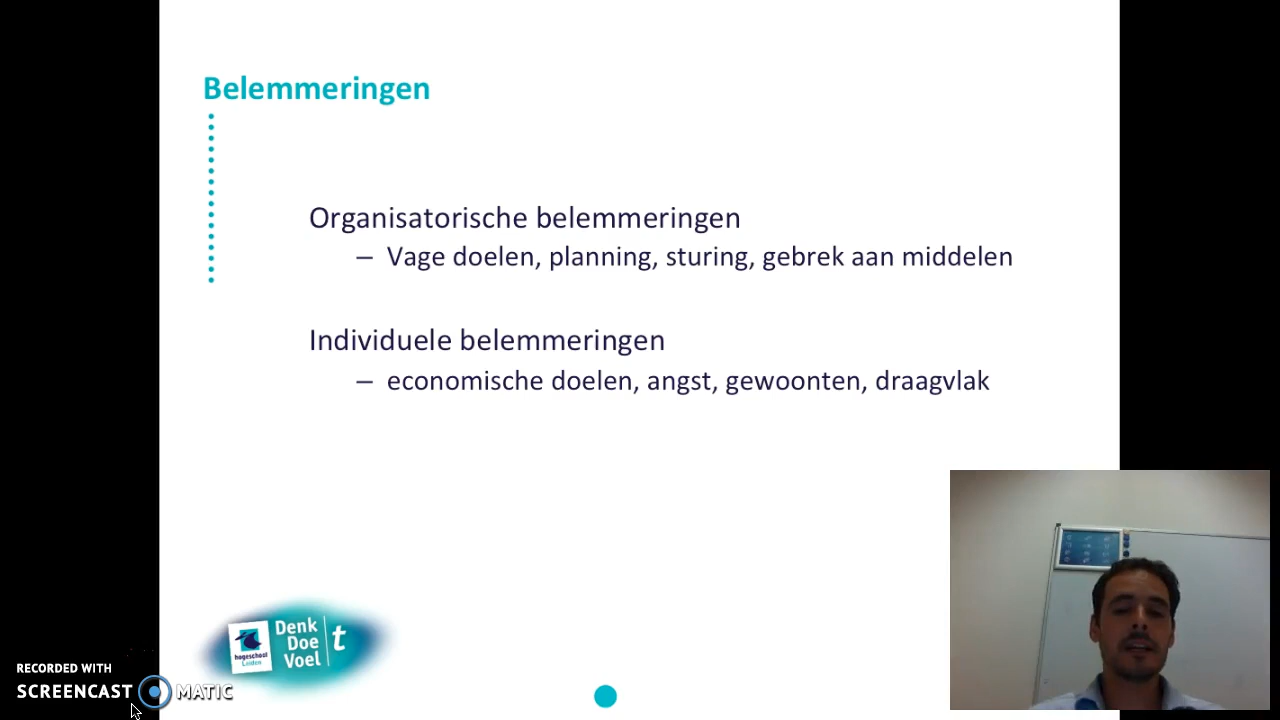 Belemmeringen
Organisatorische belemmeringen
– Vage doelen, planning, sturing, gebrek aan middelen
Individuele belemmeringen
– economische doelen, angst, gewoonten, draagvlak
hogeschool
Leiden
Denk
Doe
Voel
t
RECORDED WITH
SCREENCAST MATIC